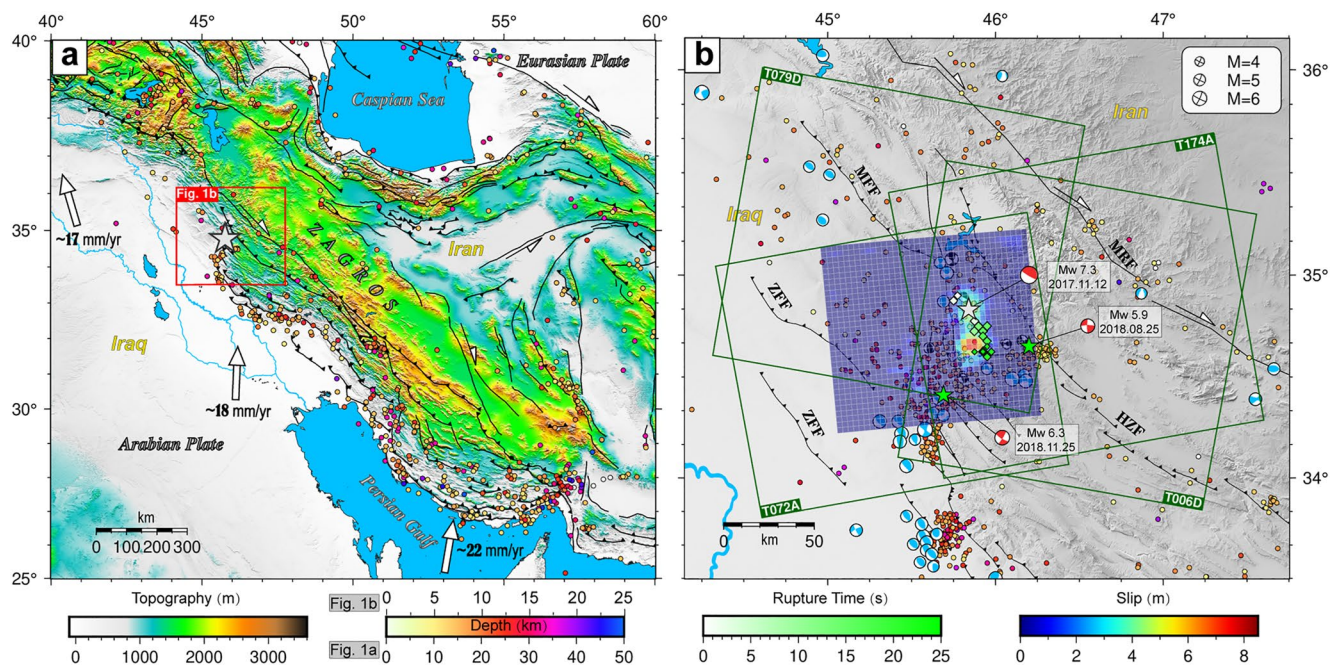 40° 45° 50° 55° 60°
a
40°
35°
30°
25°
Eurasian Plate
Caspian Sea
Fig. 1b
~17 mm/yr
ZAGROS
Iran
Iraq
~18 mm/yr
Arabian Plate
Persian Gulf
~22 mm/yr
km
0 100 200 300
Topography (m)
0 1000 2000 3000
Fig. 1b
0 5 10 15 20 25
Depth (km)
Fig. 1a
0 10 20 30 40 50
45° 46° 47°
b
36°
35°
34°
T079D
M=4
M=5
M=6
Iran
T174A
MFF
Iraq
MRF
Mw 7.3
2017.11.12
ZFF
Mw 5.9
2018.08.25
ZFF
HZF
Mw 6.3
2018.11.25
T072A
T006D
0 50
km
Rupture Time (s)
0 5 10 15 20 25
Slip (m)
0 2 4 6 8